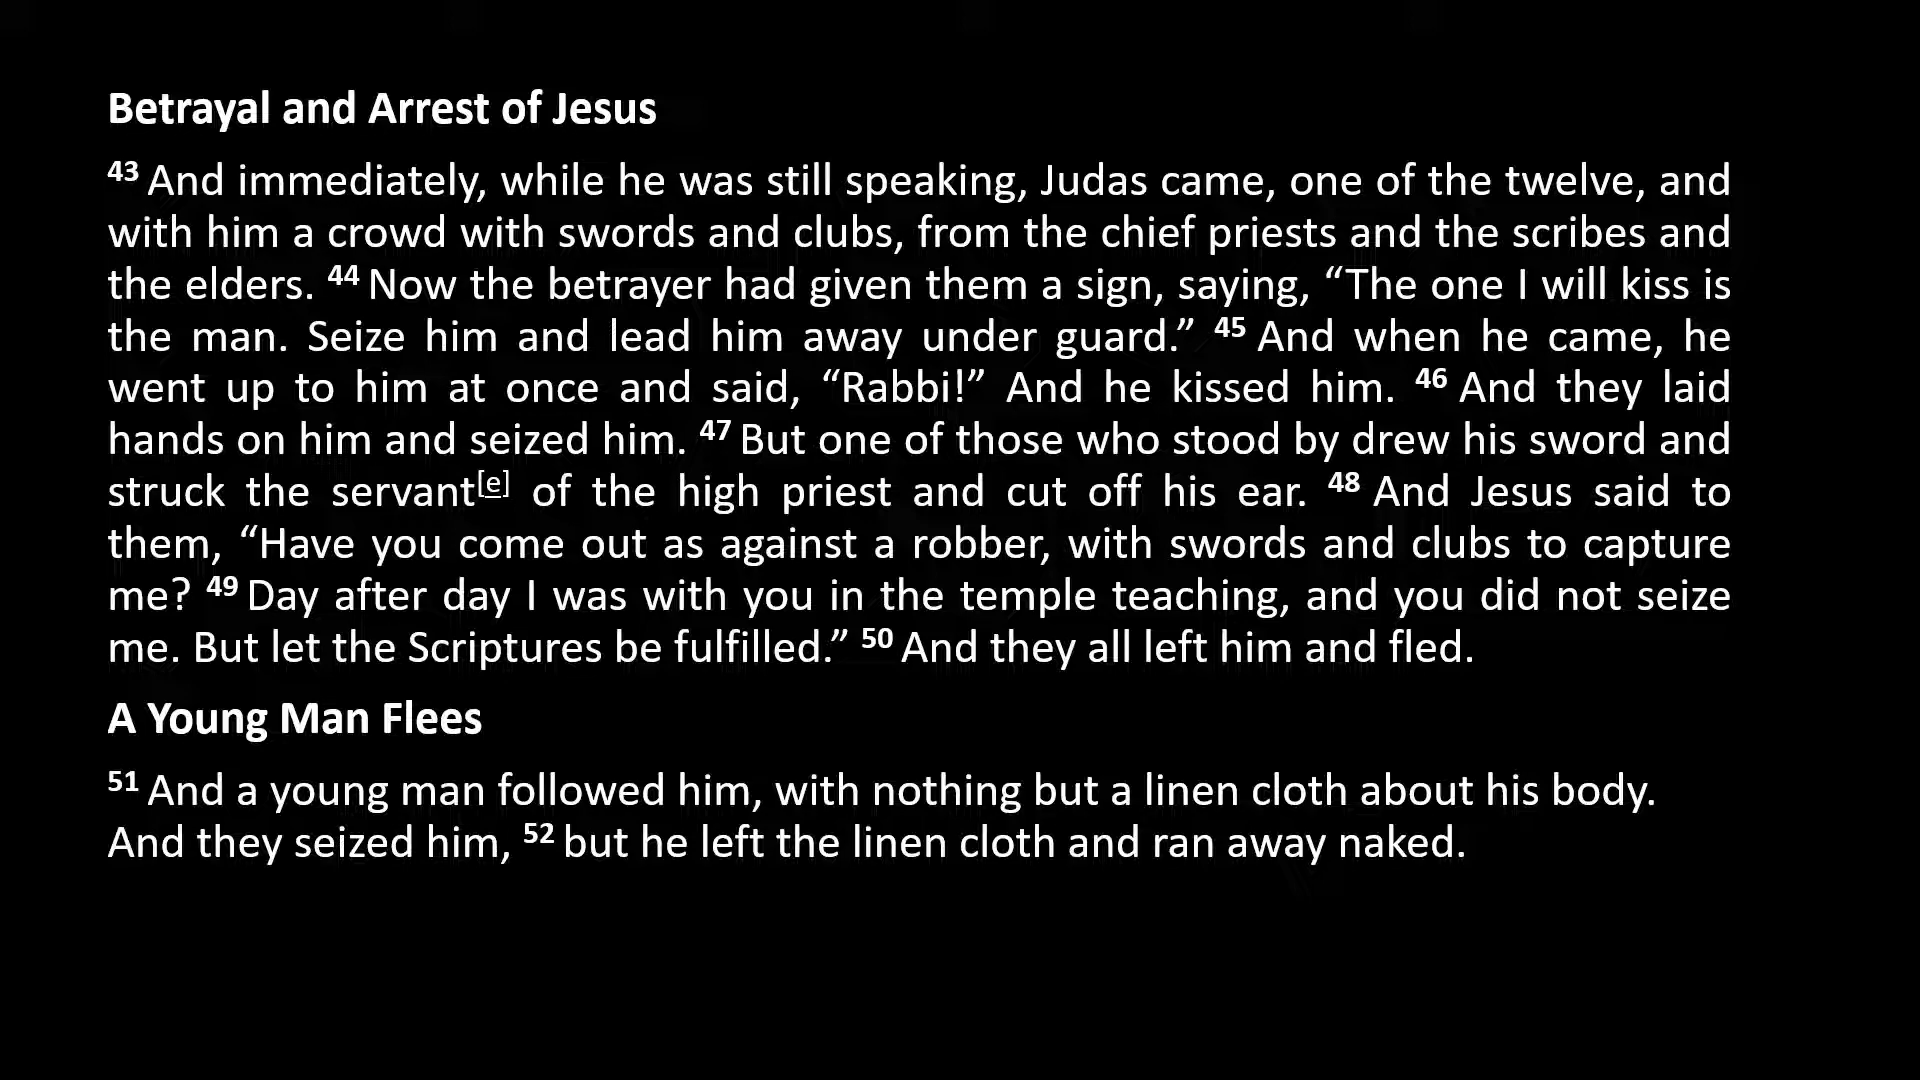 Betrayal and Arrest of Jesus
43 And immediately, while he was still speaking, Judas came, one of the twelve, and
with him a crowd with swords and clubs, from the chief priests and the scribes and
the elders. 44 Now the betrayer had given them a sign, saying, “The one I will kiss is
the man. Seize him and lead him away under guard.” 45 And when he came, he
went up to him at once and said, “Rabbi!” And he kissed him. 46 And they laid
hands on him and seized him. 47 But one of those who stood by drew his sword and
struck the servant[e] of the high priest and cut off his ear. 48 And Jesus said to
them, “Have you come out as against a robber, with swords and clubs to capture
me? 49 Day after day I was with you in the temple teaching, and you did not seize
me. But let the Scriptures be fulfilled.” 50 And they all left him and fled.
A Young Man Flees
51 And a young man followed him, with nothing but a linen cloth about his body.
And they seized him, 52 but he left the linen cloth and ran away naked.